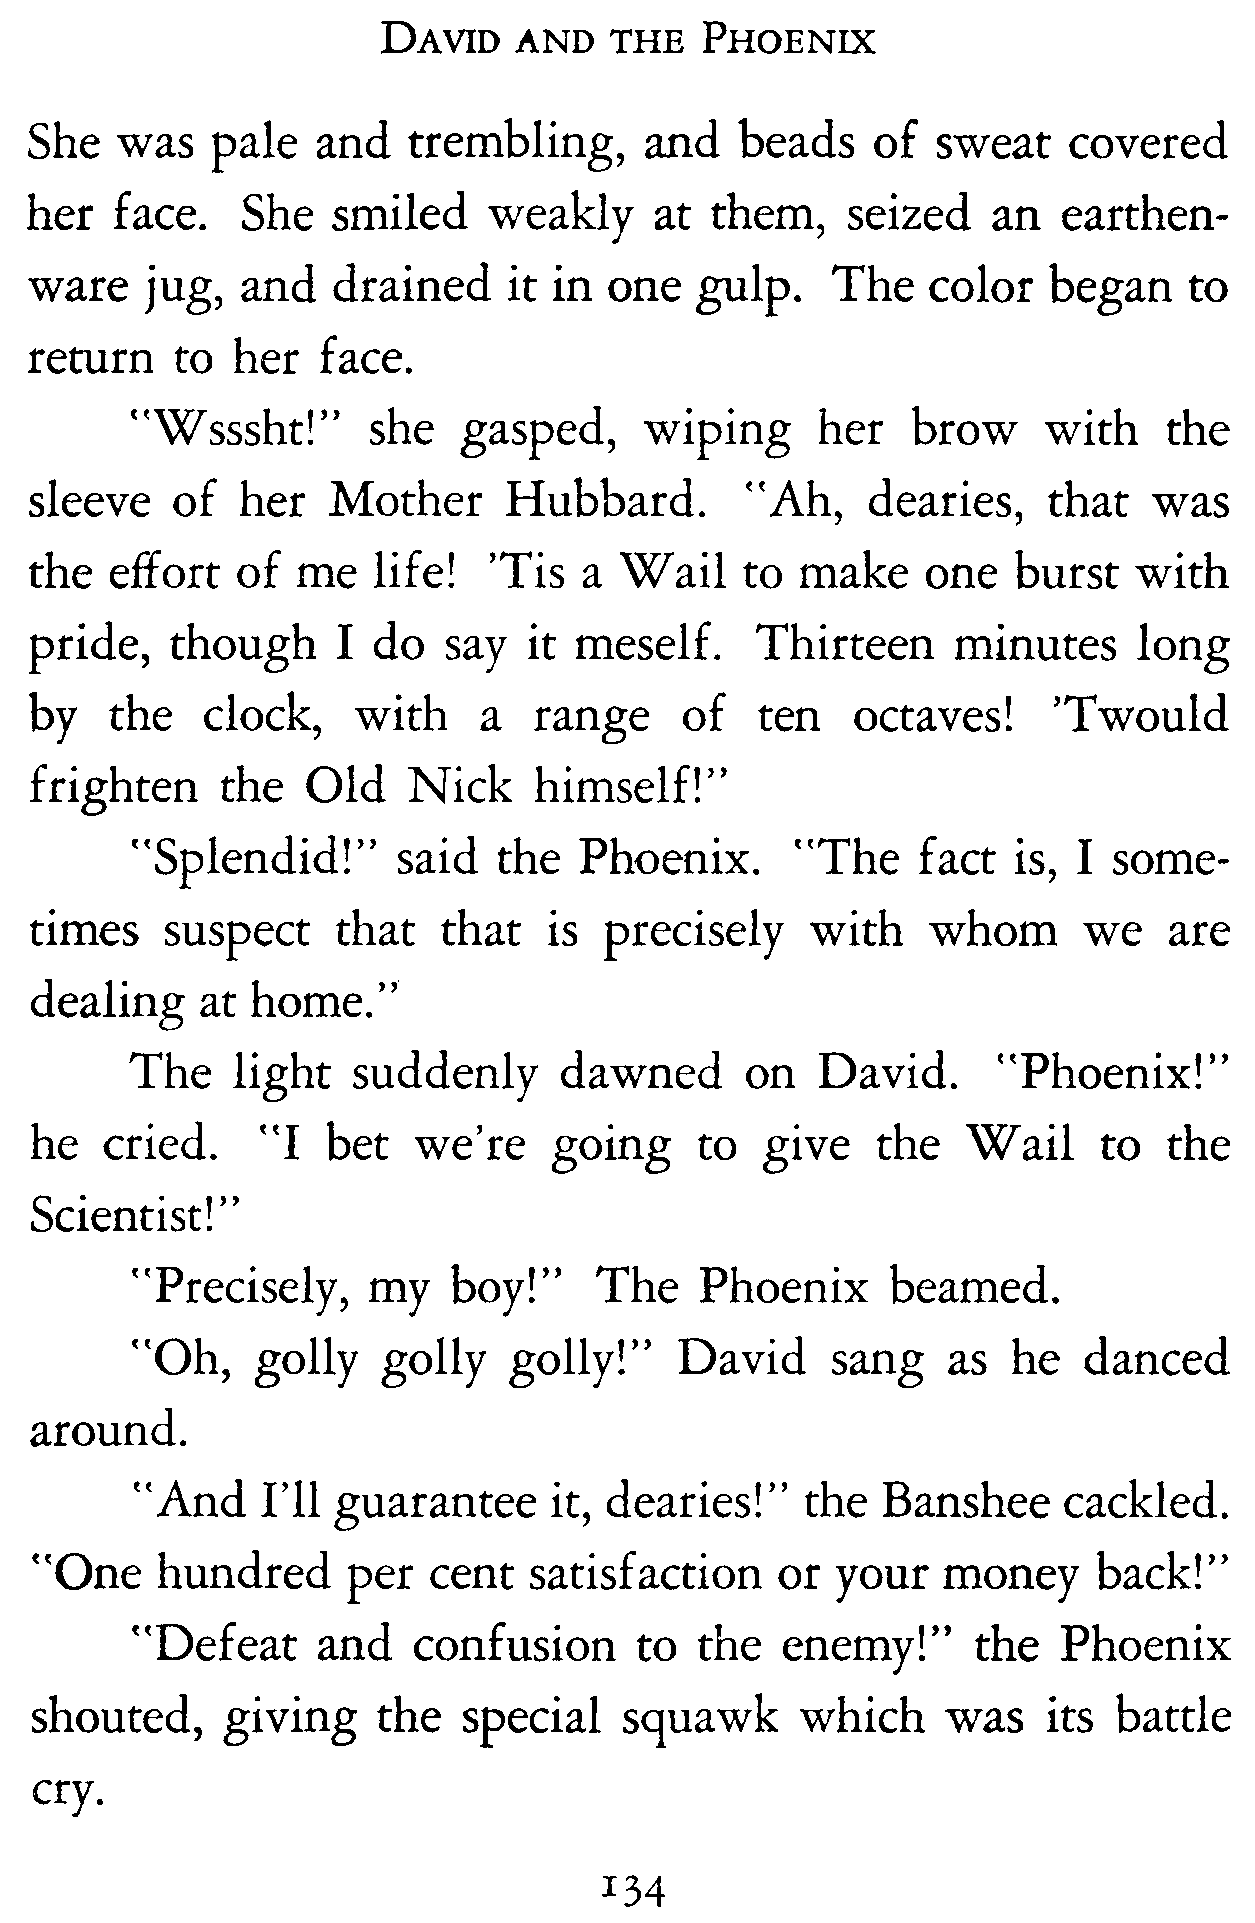 DAVID AND THE PHOENIX
She was pale and trembling, and beads of sweat covered
her face. She smiled weakly at them, seized an earthen-
ware jug, and drained it in one gulp. The color began to
return to her face.
“Wsssht!” she gasped, wiping her brow with the
sleeve of her Mother Hubbard. “Ah, dearies, that was
the effort of me life! ’Tis a Wail to make one burst with
pride, though I do say it meself. Thirteen minutes long
by the clock, with a range of ten octaves! ’Twould
frighten the Old Nick himself!”
“Splendid!” said the Phoenix. “The fact is, I some-
times suspect that that is precisely with whom we are
dealing at home.”
The light suddenly dawned on David. “Phoenix!”
he cried. “I bet we’re going to give the Wail to the
Scientist!”
“Precisely, my boy!” The Phoenix beamed.
“Oh, golly golly golly!” David sang as he danced
around.
“And I’ll guarantee it, dearies!” the Banshee cackled.
“One hundred per cent satisfaction or your money back!”
“Defeat and confusion to the enemy!” the Phoenix
shouted, giving the special squawk which was its battle
cry.
134